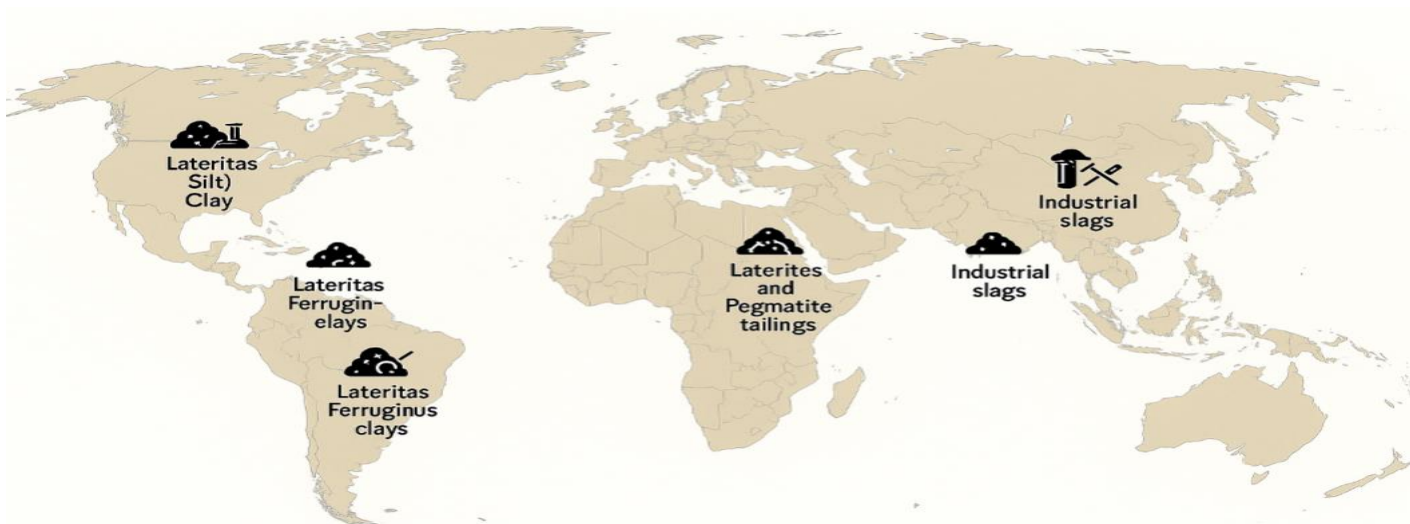 Lateritas
Silt)
Clay
Lateritas
Ferrugin-
elays
Lateritas
Ferruginus
clays
Laterites
and
Pegmatite
tailings
Industrial
slags
Industrial
slags